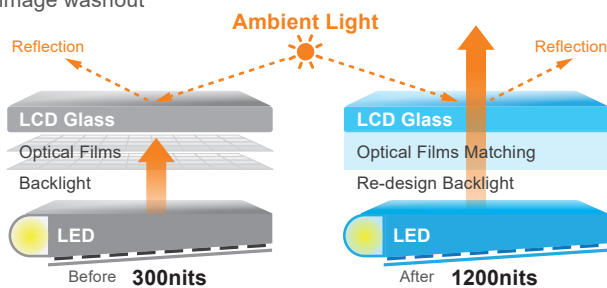 image washout
Ambient Light
Reflection
Reflection
LCD Glass
Optical Films
Backlight
LED
Before 300nits
LCD Glass
Optical Films Matching
Re-design Backlight
LED
After 1200nits